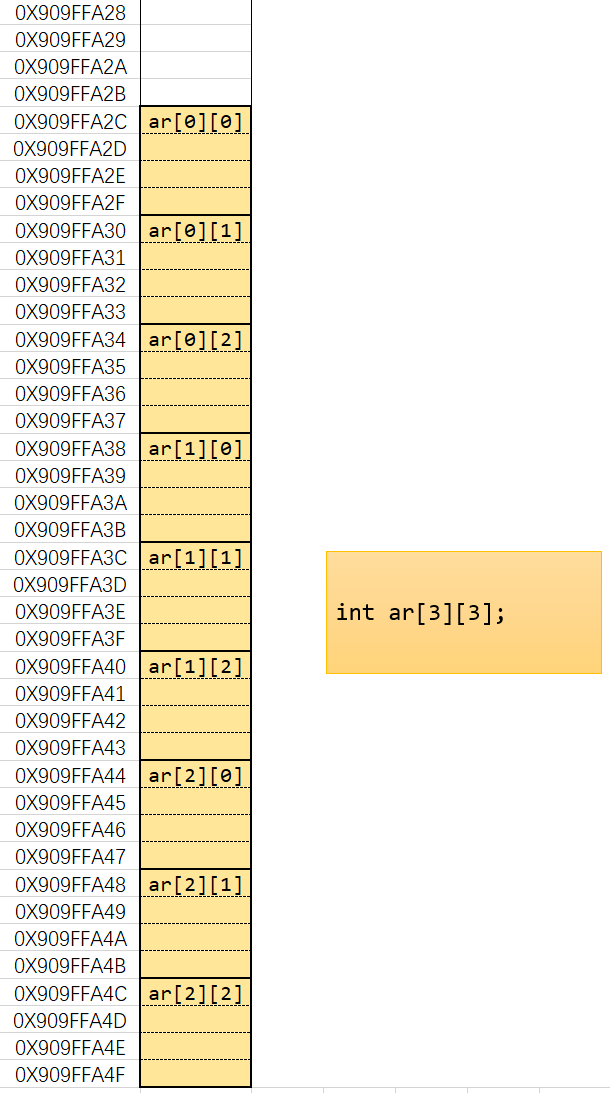 0X909FFA28
0X909FFA29
0X909FFA2A
0X909FFA2B
0X909FFA2C ar[0][0]
0X909FFA2D
0X909FFA2E
0X909FFA2F
0X909FFA30 ar[0][1]
0X909FFA31
0X909FFA32
0X909FFA33
0X909FFA34 ar[0][2]
0X909FFA35
0X909FFA36
0X909FFA37
0X909FFA38 ar[1][0]
0X909FFA39
0X909FFA3A
0X909FFA3B
0X909FFA3C ar[1][1]
0X909FFA3D
0X909FFA3E
0X909FFA3F
0X909FFA40 ar[1][2]
0X909FFA41
0X909FFA42
0X909FFA43
0X909FFA44 ar[2][0]
0X909FFA45
0X909FFA46
0X909FFA47
0X909FFA48 ar[2][1]
0X909FFA49
0X909FFA4A
0X909FFA4B
0X909FFA4C ar[2][2]
0X909FFA4D
0X909FFA4E
0X909FFA4F
int ar[3][3];